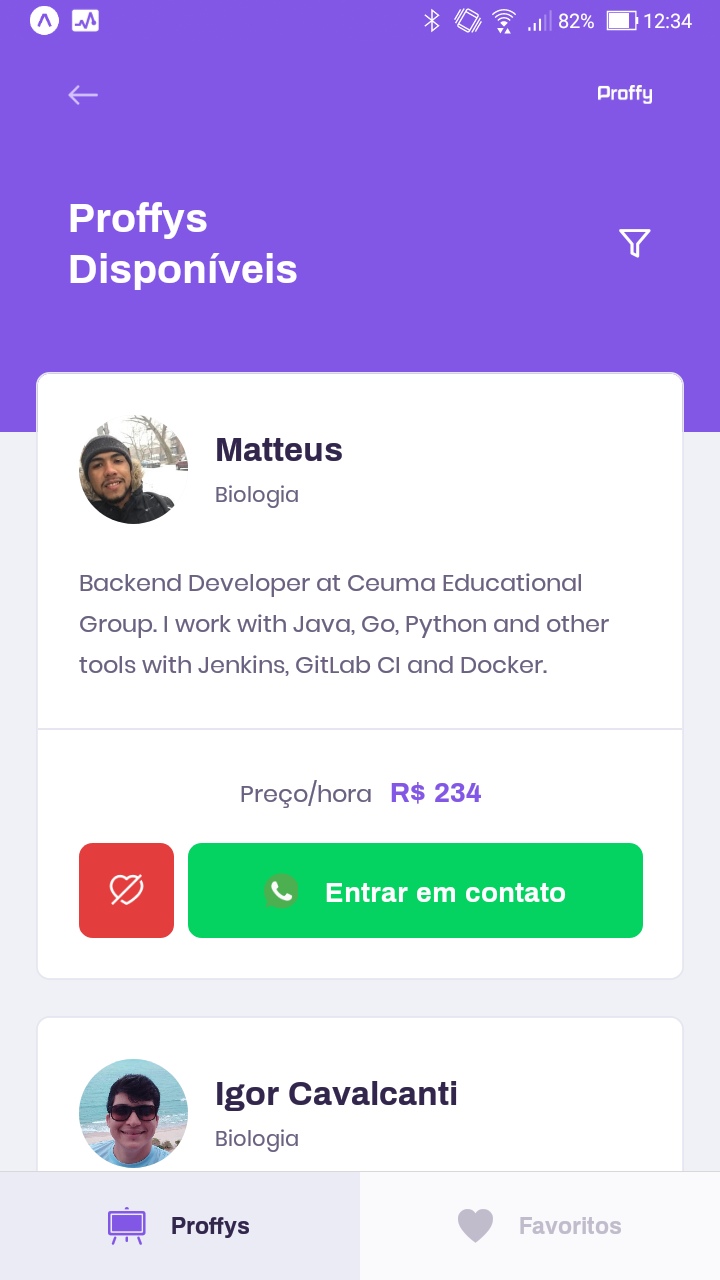 82% 12:34
Proffy
Proffys
Disponíveis
Matteus
Biologia
Backend Developer at Ceuma Educational
Group. I work with Java, Go, Python and other
tools with Jenkins, GitLab CI and Docker.
Preço/hora R$ 234
Entrar em contato
Igor Cavalcanti
Biologia
Proffys Favoritos